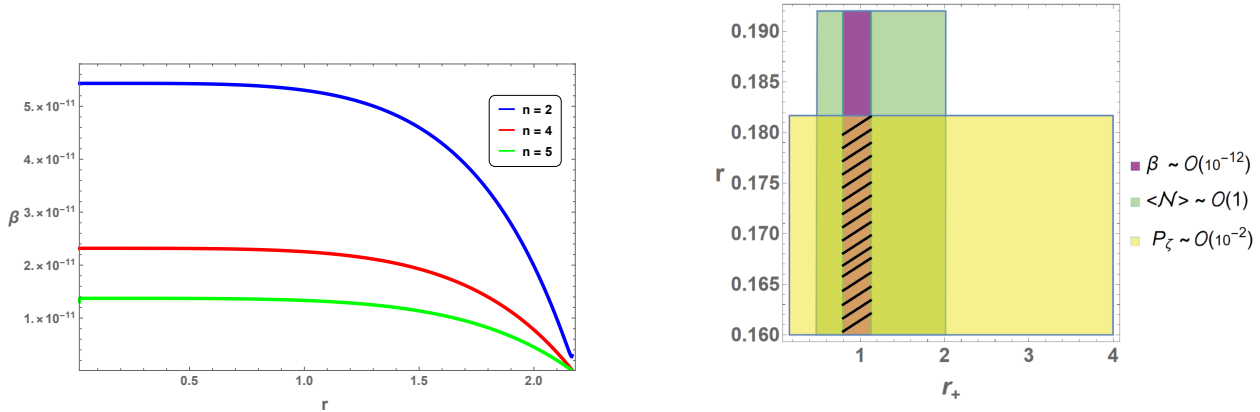 5.×10⁻¹¹
4.×10⁻¹¹
3.×10⁻¹¹
2.×10⁻¹¹
1.×10⁻¹¹
β
n = 2
n = 4
n = 5
0.5 1.0 1.5 2.0
r
0.190
0.185
0.180
0.175
0.170
0.165
0.160
r
1 2 3 4
r₊
β ~ O(10⁻¹²)
<𝒩> ~ O(1)
P_ζ ~ O(10⁻²)